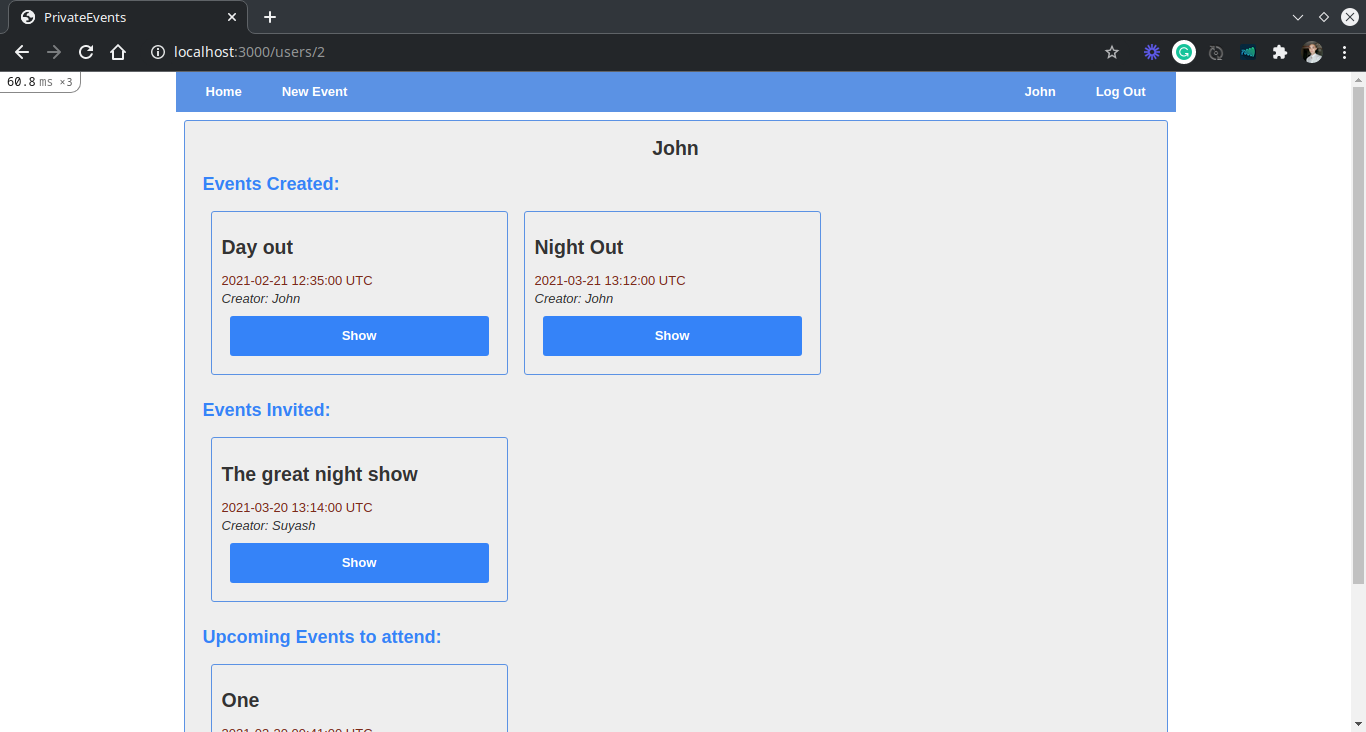 PrivateEvents
localhost:3000/users/2
60.8 ms ×3
Home New Event John Log Out
John
Events Created:
Day out Night Out
2021-02-21 12:35:00 UTC 2021-03-21 13:12:00 UTC
Creator: John Creator: John
Show Show
Events Invited:
The great night show
2021-03-20 13:14:00 UTC
Creator: Suyash
Show
Upcoming Events to attend:
One